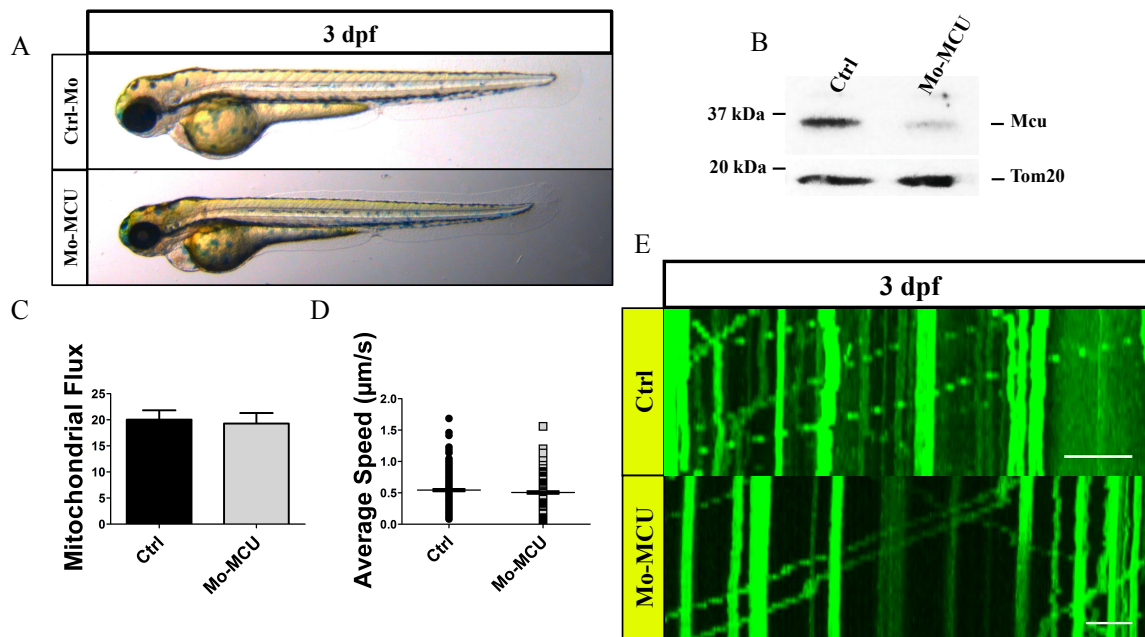 A
3 dpf
Ctrl-Mo
Mo-MCU
B
Ctrl
Mo-MCU
37 kDa
Mcu
20 kDa
Tom20
C
Mitochondrial Flux
25
20
15
10
5
0
Ctrl
Mo-MCU
D
Average Speed (µm/s)
2.0
1.5
1.0
0.5
0.0
Ctrl
Mo-MCU
E
3 dpf
Ctrl
Mo-MCU